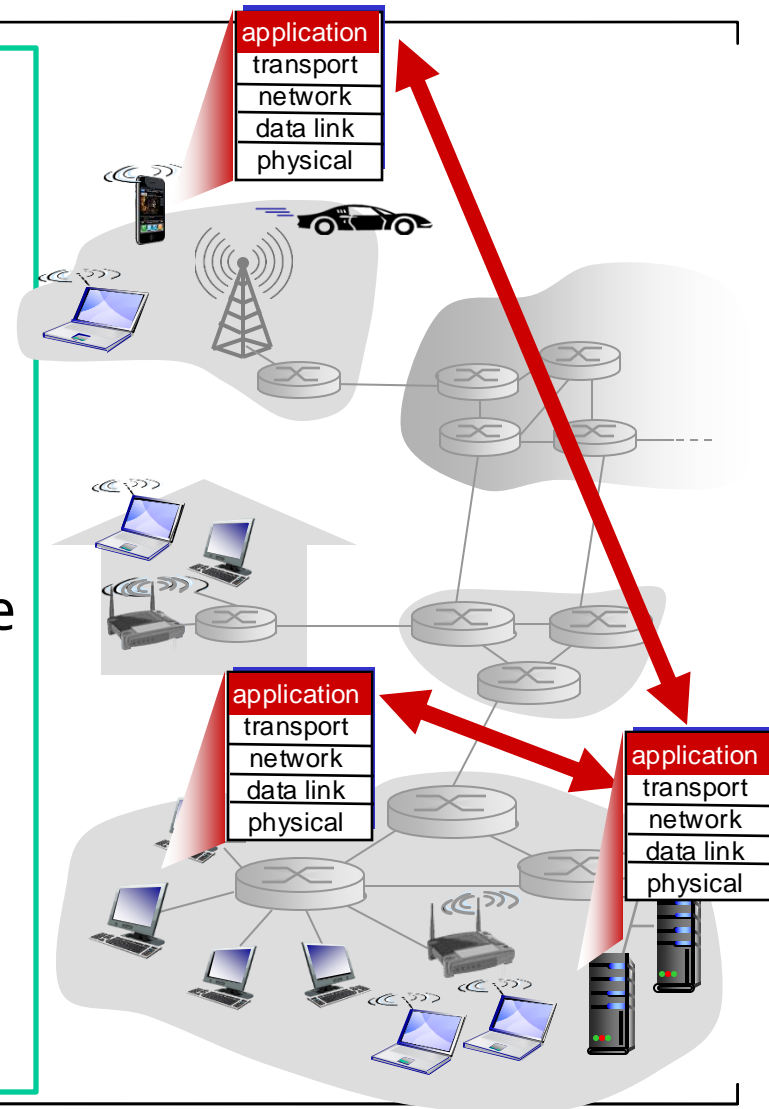 application
transport
network
data link
physical
e
application
transport
network
data link
physical
application
transport
network
data link
physical